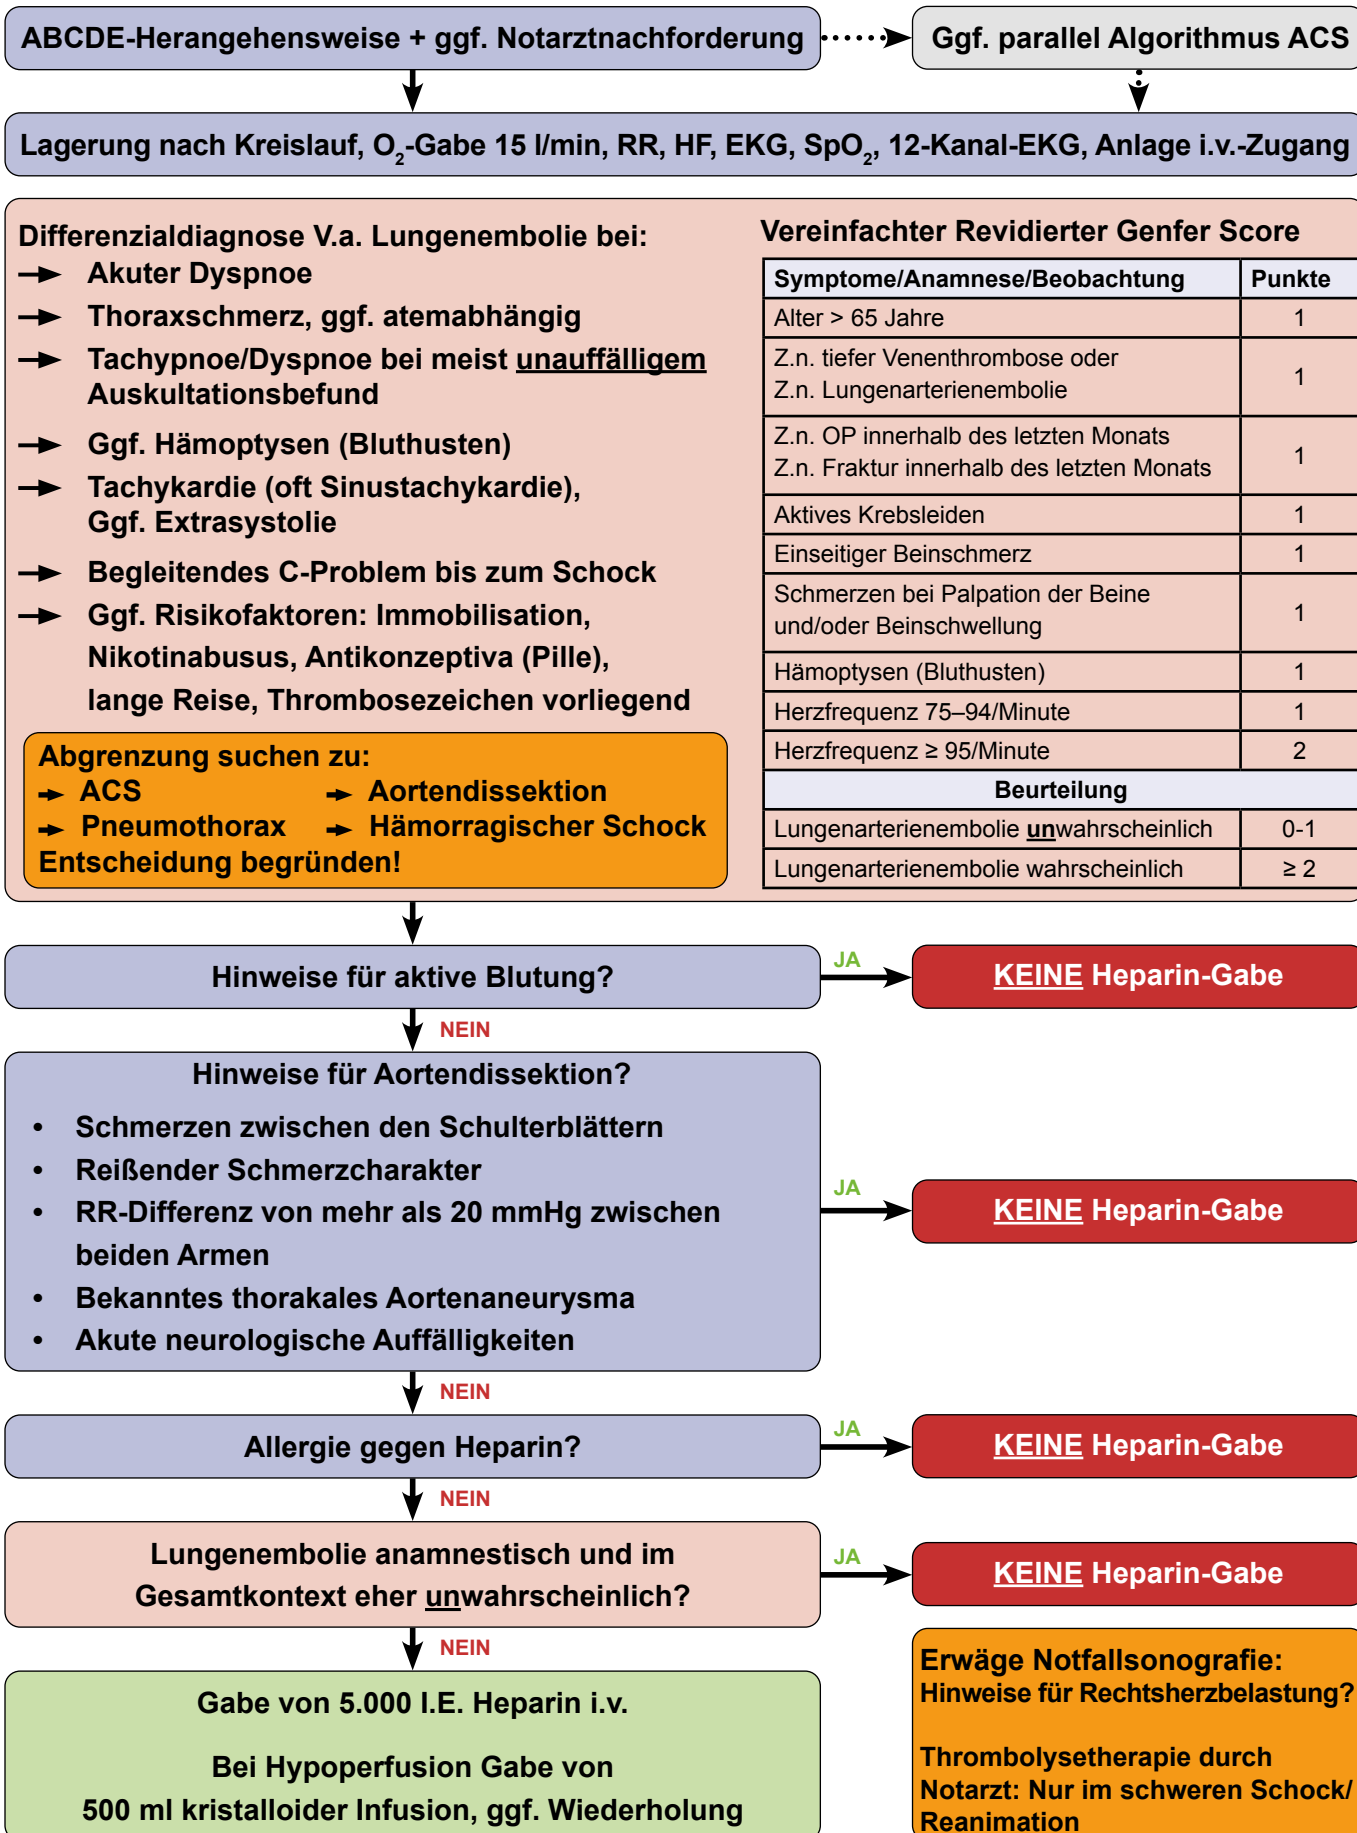 ABCDE-Herangehensweise + ggf. Notarztnachforderung
Ggf. parallel Algorithmus ACS
Lagerung nach Kreislauf, O₂-Gabe 15 l/min, RR, HF, EKG, SpO₂, 12-Kanal-EKG, Anlage i.v.-Zugang
Differenzialdiagnose V.a. Lungenembolie bei:
Akuter Dyspnoe
Thoraxschmerz, ggf. atemabhängig
Tachypnoe/Dyspnoe bei meist unauffälligem
Auskultationsbefund
Ggf. Hämoptysen (Bluthusten)
Tachykardie (oft Sinustachykardie),
Ggf. Extrasystolie
Begleitendes C-Problem bis zum Schock
Ggf. Risikofaktoren: Immobilisation,
Nikotinabusus, Antikonzeptiva (Pille),
lange Reise, Thrombosezeichen vorliegend
Abgrenzung suchen zu:
ACS
Aortendissektion
Pneumothorax
Hämorragischer Schock
Entscheidung begründen!
Vereinfachter Revidierter Genfer Score
Symptome/Anamnese/Beobachtung Punkte
Alter > 65 Jahre 1
Z.n. tiefer Venenthrombose oder
Z.n. Lungenarterienembolie 1
Z.n. OP innerhalb des letzten Monats
Z.n. Fraktur innerhalb des letzten Monats 1
Aktives Krebsleiden 1
Einseitiger Beinschmerz 1
Schmerzen bei Palpation der Beine
und/oder Beinschwellung 1
Hämoptysen (Bluthusten) 1
Herzfrequenz 75–94/Minute 1
Herzfrequenz ≥ 95/Minute 2
Beurteilung
Lungenarterienembolie unwahrscheinlich 0-1
Lungenarterienembolie wahrscheinlich ≥ 2
Hinweise für aktive Blutung?
JA
KEINE Heparin-Gabe
NEIN
Hinweise für Aortendissektion?
• Schmerzen zwischen den Schulterblättern
• Reißender Schmerzcharakter
• RR-Differenz von mehr als 20 mmHg zwischen
beiden Armen
• Bekanntes thorakales Aortenaneurysma
• Akute neurologische Auffälligkeiten
JA
KEINE Heparin-Gabe
NEIN
Allergie gegen Heparin?
JA
KEINE Heparin-Gabe
NEIN
Lungenembolie anamnestisch und im
Gesamtkontext eher unwahrscheinlich?
JA
KEINE Heparin-Gabe
NEIN
Gabe von 5.000 I.E. Heparin i.v.
Bei Hypoperfusion Gabe von
500 ml kristalloider Infusion, ggf. Wiederholung
Erwäge Notfallsonografie:
Hinweise für Rechtsherzbelastung?
Thrombolysetherapie durch
Notarzt: Nur im schweren Schock/
Reanimation